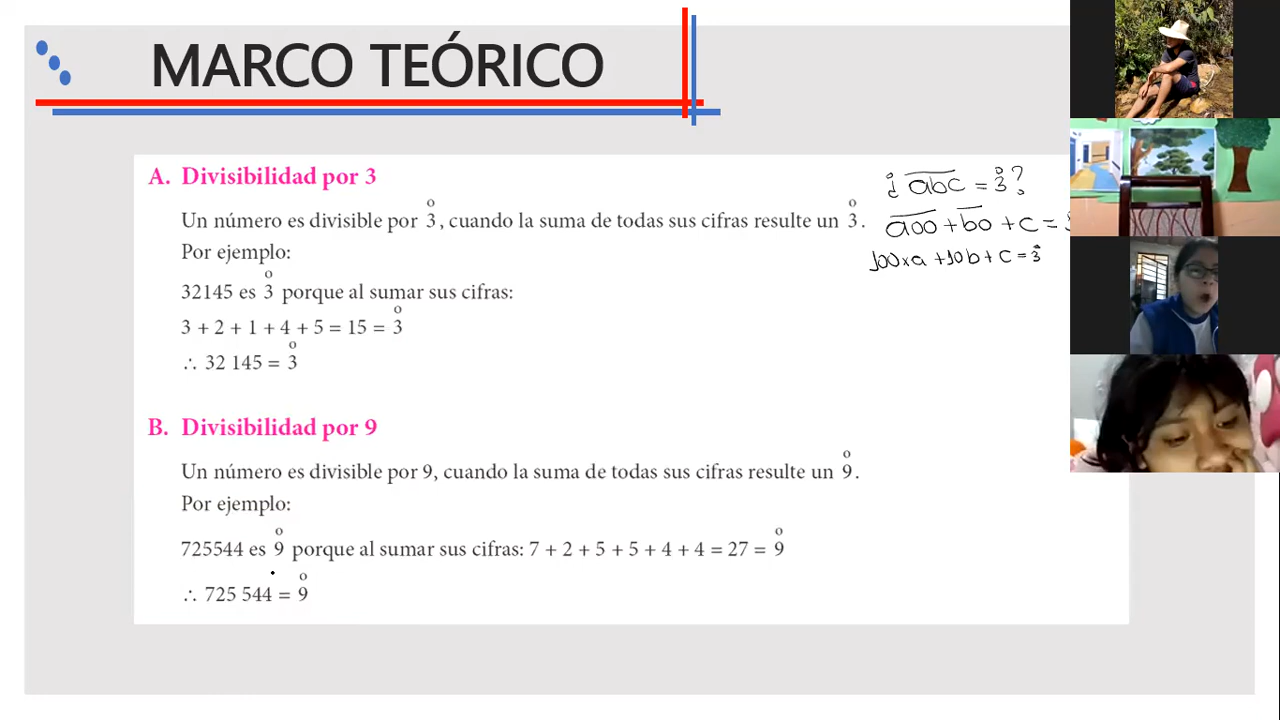 MARCO TEÓRICO
A. Divisibilidad por 3
Un número es divisible por 3̊, cuando la suma de todas sus cifras resulte un 3̊.
Por ejemplo:
32145 es 3̊ porque al sumar sus cifras:
3 + 2 + 1 + 4 + 5 = 15 = 3̊
∴ 32 145 = 3̊
¿ a̅b̅c̅ = 3̊ ?
a̅0̅0̅ + b̅0̅ + c =
100xa + 10b + c = 3̊
B. Divisibilidad por 9
Un número es divisible por 9, cuando la suma de todas sus cifras resulte un 9̊.
Por ejemplo:
725544 es 9̊ porque al sumar sus cifras: 7 + 2 + 5 + 5 + 4 + 4 = 27 = 9̊
∴ 725 544 = 9̊